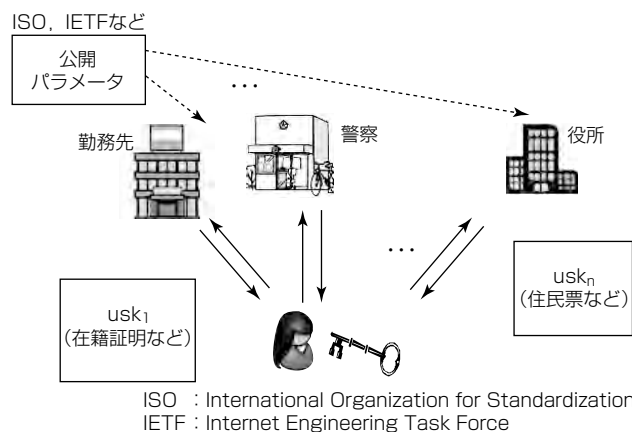 ISO，IETFなど
公開
パラメータ
…
勤務先
警察
役所
…
usk₁
(在籍証明など)
uskₙ
(住民票など)
ISO ：International Organization for Standardization
IETF：Internet Engineering Task Force